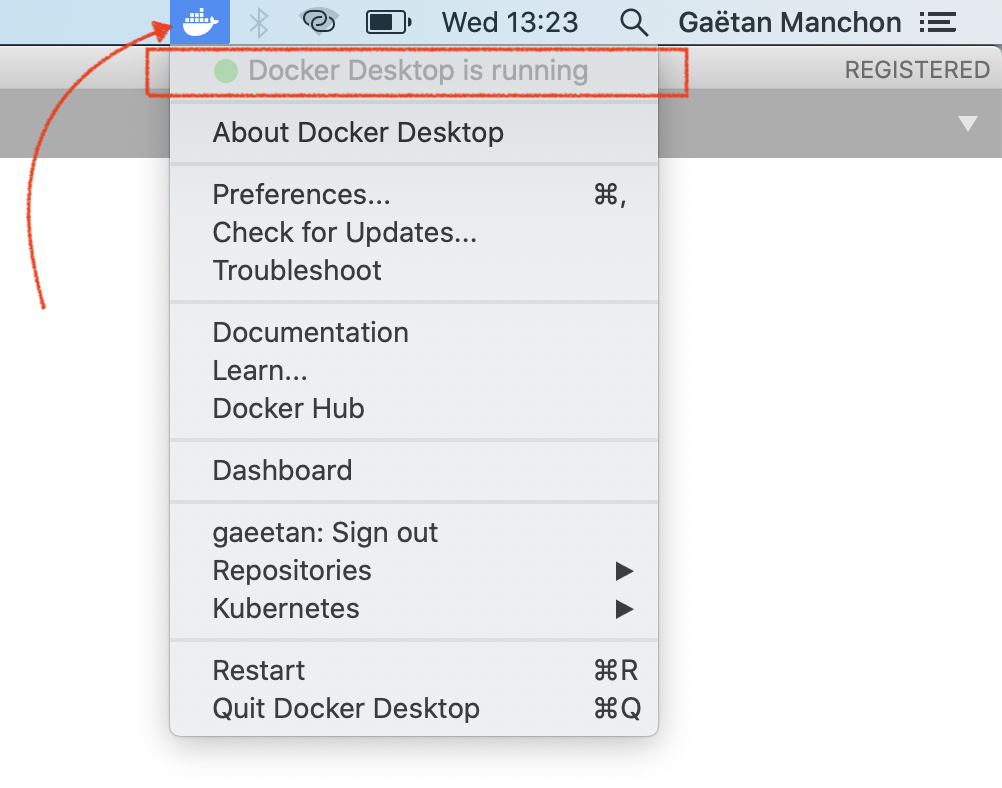 Wed 13:23 Gaëtan Manchon
Docker Desktop is running
REGISTERED
About Docker Desktop
Preferences... ⌘,
Check for Updates...
Troubleshoot
Documentation
Learn...
Docker Hub
Dashboard
gaeetan: Sign out
Repositories
Kubernetes
Restart ⌘R
Quit Docker Desktop ⌘Q